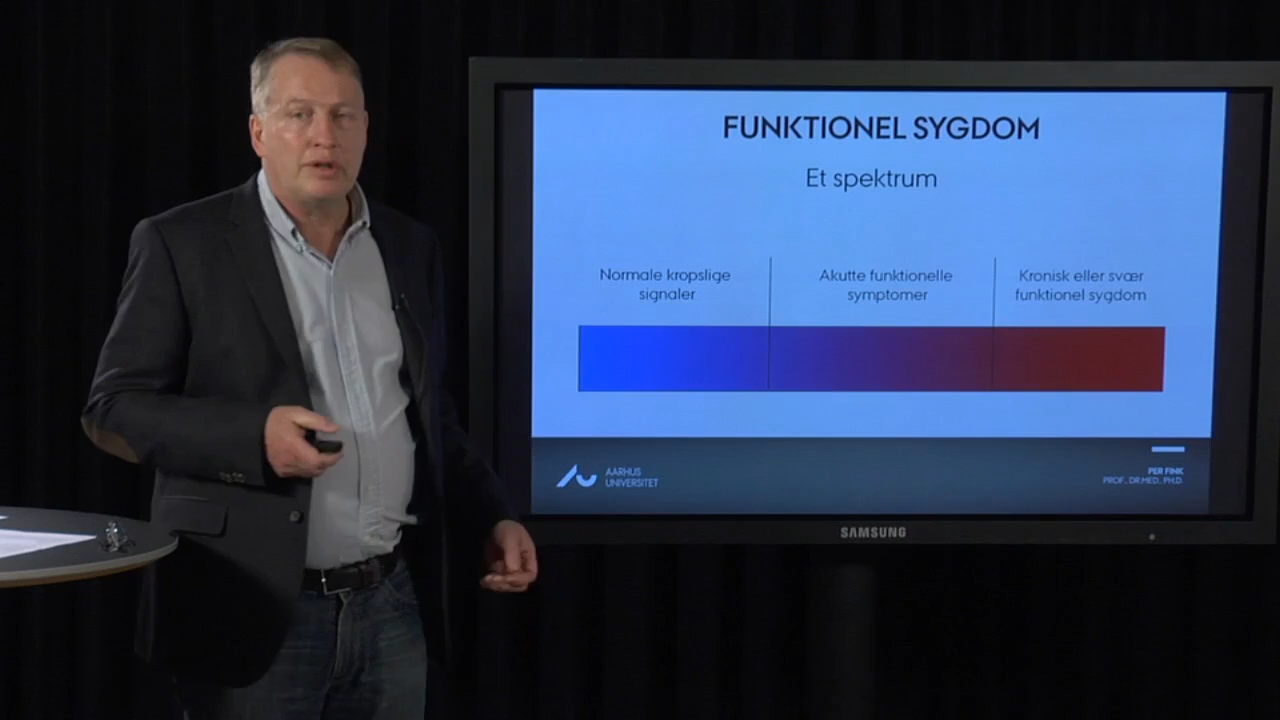 FUNKTIONEL SYGDOM
Et spektrum
Normale kropslige
signaler
Akutte funktionelle
symptomer
Kronisk eller svær
funktionel sygdom
AARHUS
UNIVERSITET
PER FINK
PROF., DR.MED., PH.D.
SAMSUNG